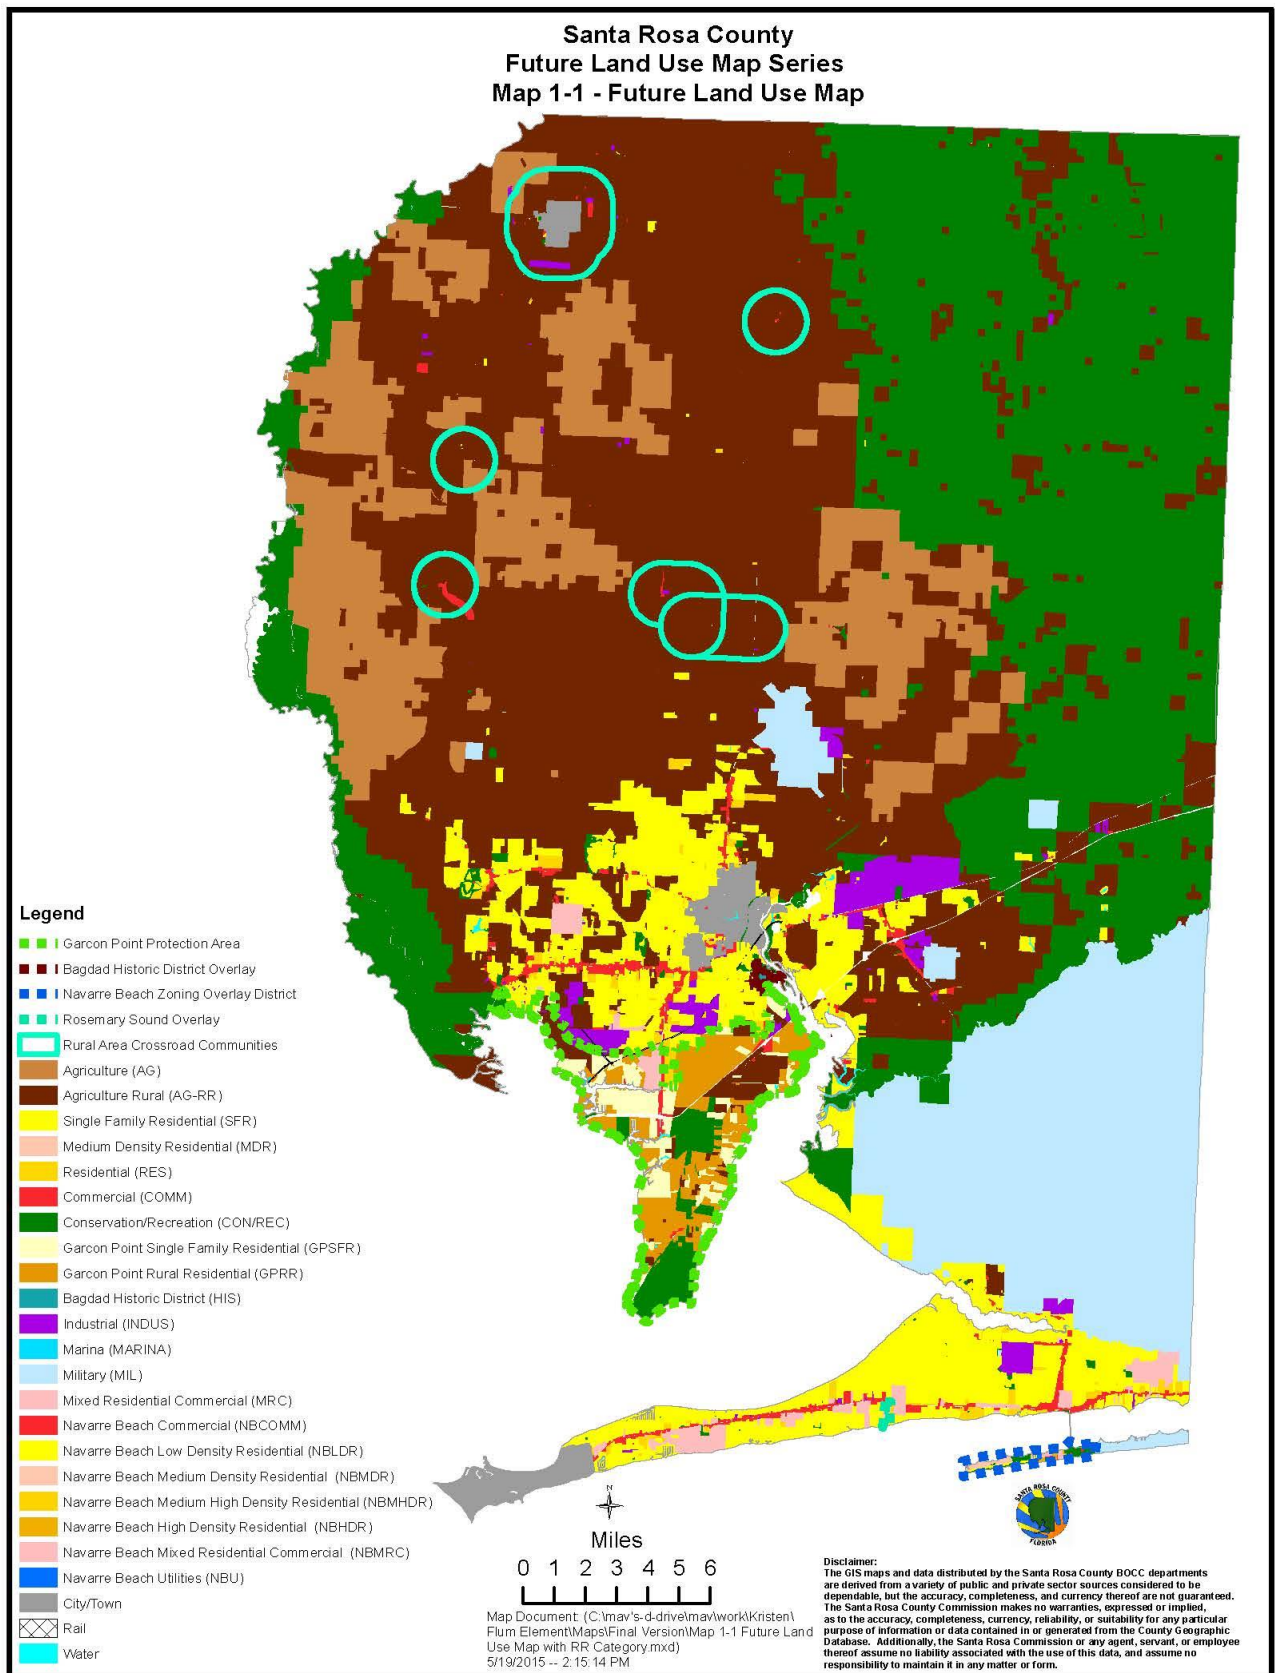 Santa Rosa County
Future Land Use Map Series
Map 1-1 - Future Land Use Map
Legend
Garcon Point Protection Area
Bagdad Historic District Overlay
Navarre Beach Zoning Overlay District
Rosemary Sound Overlay
Rural Area Crossroad Communities
Agriculture (AG)
Agriculture Rural (AG-RR)
Single Family Residential (SFR)
Medium Density Residential (MDR)
Residential (RES)
Commercial (COMM)
Conservation/Recreation (CON/REC)
Garcon Point Single Family Residential (GPSFR)
Garcon Point Rural Residential (GPRR)
Bagdad Historic District (HIS)
Industrial (INDUS)
Marina (MARINA)
Military (MIL)
Mixed Residential Commercial (MRC)
Navarre Beach Commercial (NBCOMM)
Navarre Beach Low Density Residential (NBLDR)
Navarre Beach Medium Density Residential (NBMDR)
Navarre Beach Medium High Density Residential (NBMHDR)
Navarre Beach High Density Residential (NBHDR)
Navarre Beach Mixed Residential Commercial (NBMRC)
Navarre Beach Utilities (NBU)
City/Town
Rail
Water
N
Miles
0 1 2 3 4 5 6
Map Document: (C:\mav's-d-drive\mav\work\Kristen\
Flum Element\Maps\Final Version\Map 1-1 Future Land
Use Map with RR Category.mxd)
5/19/2015 -- 2:15:14 PM
SANTA ROSA COUNTY
FLORIDA
Disclaimer:
The GIS maps and data distributed by the Santa Rosa County BOCC departments
are derived from a variety of public and private sector sources considered to be
dependable, but the accuracy, completeness, and currency thereof are not guaranteed.
The Santa Rosa County Commission makes no warranties, expressed or implied,
as to the accuracy, completeness, currency, reliability, or suitability for any particular
purpose of information or data contained in or generated from the County Geographic
Database. Additionally, the Santa Rosa Commission or any agent, servant, or employee
thereof assume no liability associated with the use of this data, and assume no
responsibility to maintain it in any matter or form.